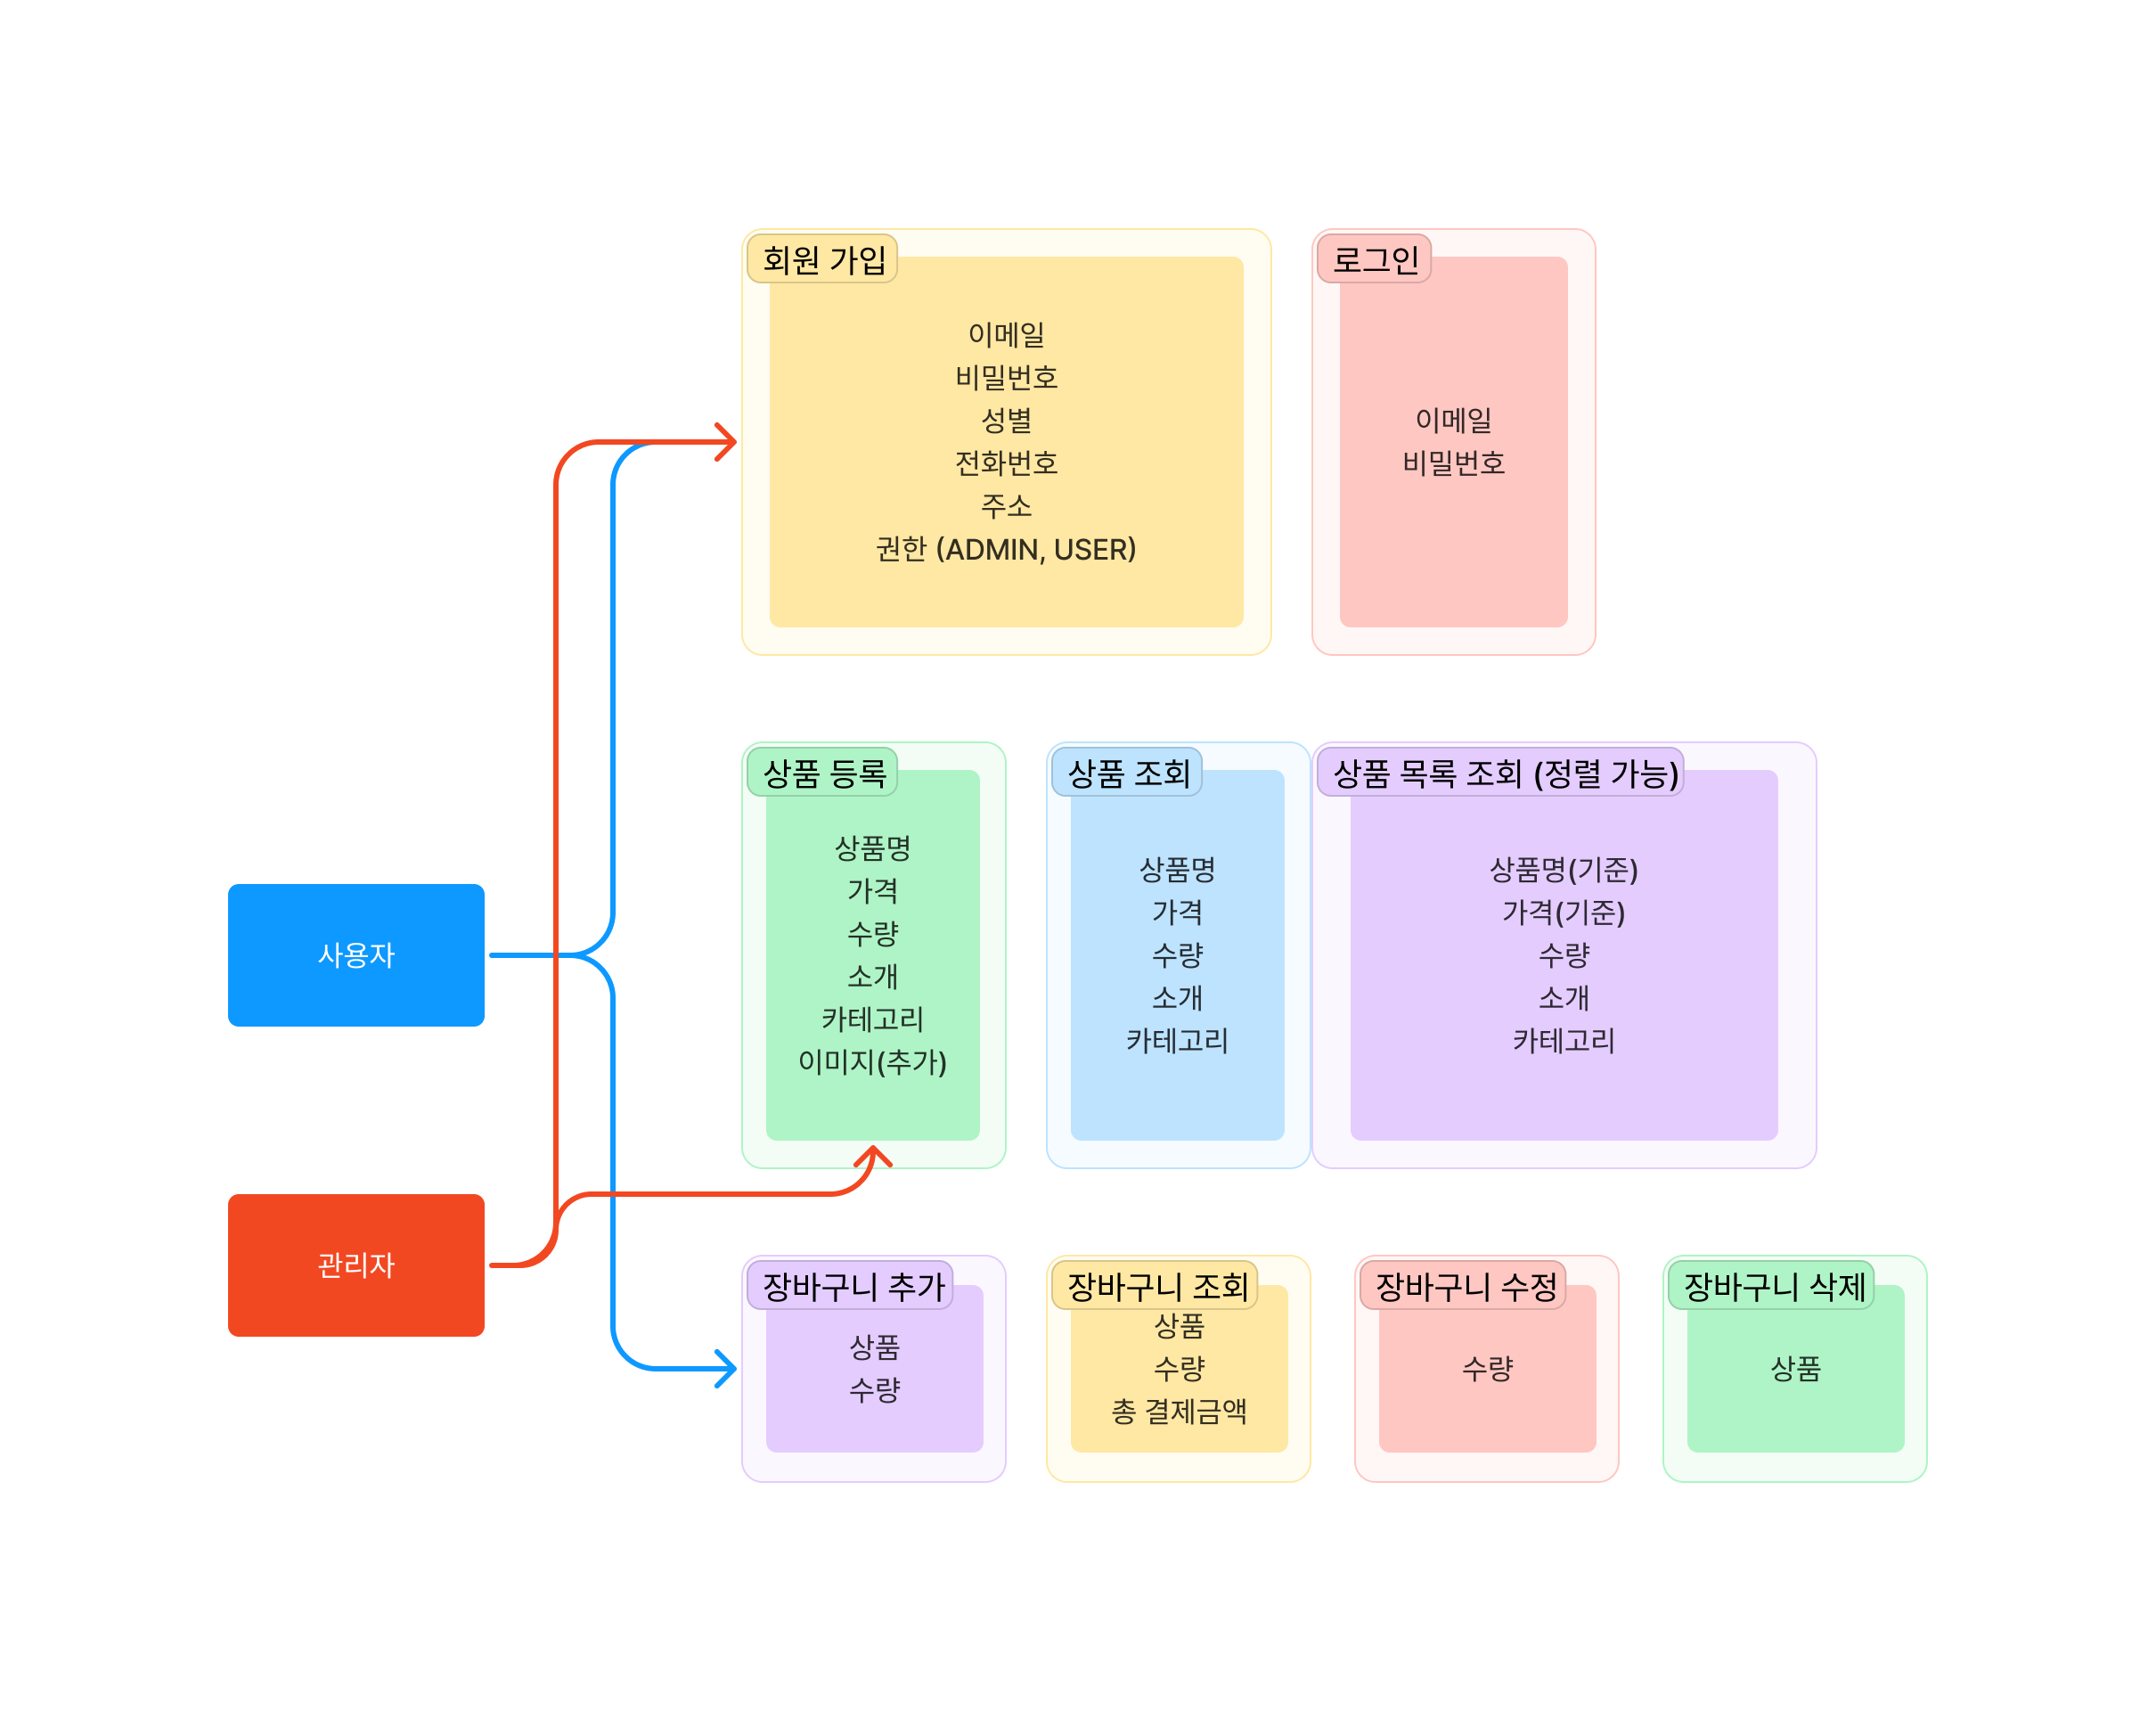 회원 가입
이메일
비밀번호
성별
전화번호
주소
권한 (ADMIN, USER)
로그인
이메일
비밀번호
사용자
관리자
상품 등록
상품명
가격
수량
소개
카테고리
이미지(추가)
상품 조회
상품명
가격
수량
소개
카테고리
상품 목록 조회 (정렬 가능)
상품명(기준)
가격(기준)
수량
소개
카테고리
장바구니 추가
상품
수량
장바구니 조회
상품
수량
총 결제금액
장바구니 수정
수량
장바구니 삭제
상품